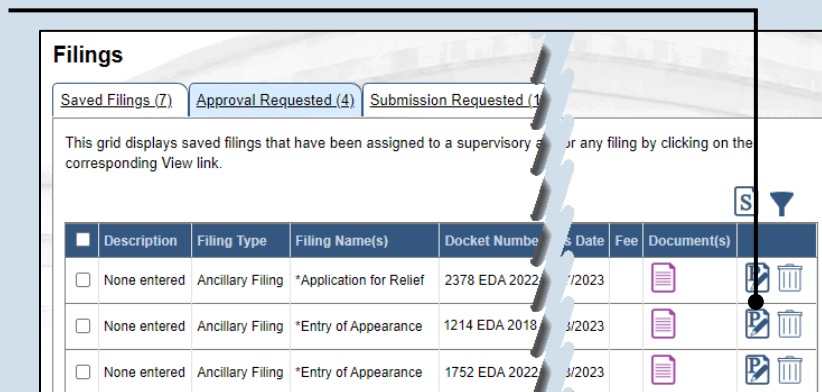 Filings
Saved Filings (7) Approval Requested (4) Submission Requested (1
This grid displays saved filings that have been assigned to a supervisory a or any filing by clicking on the
corresponding View link.
S
Description Filing Type Filing Name(s) Docket Numbe s Date Fee Document(s)
None entered Ancillary Filing *Application for Relief 2378 EDA 2022 /2023
P
None entered Ancillary Filing *Entry of Appearance 1214 EDA 2018 3/2023
P
None entered Ancillary Filing *Entry of Appearance 1752 EDA 2022 3/2023
P